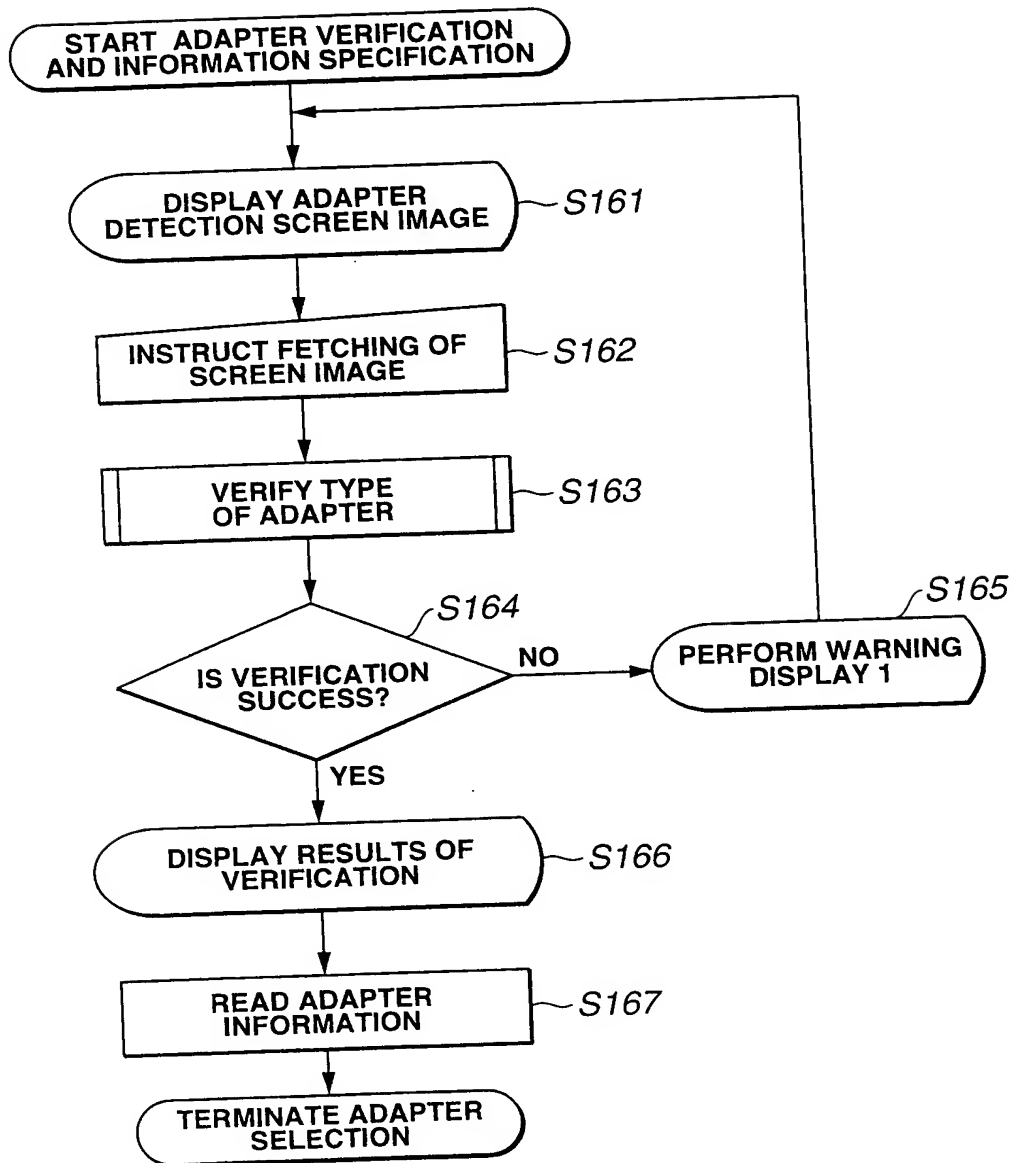 START ADAPTER VERIFICATION
AND INFORMATION SPECIFICATION
DISPLAY ADAPTER
DETECTION SCREEN IMAGE
S161
INSTRUCT FETCHING OF
SCREEN IMAGE
S162
VERIFY TYPE
OF ADAPTER
S163
S164
IS VERIFICATION
SUCCESS?
NO
S165
PERFORM WARNING
DISPLAY 1
YES
DISPLAY RESULTS OF
VERIFICATION
S166
READ ADAPTER
INFORMATION
S167
TERMINATE ADAPTER
SELECTION